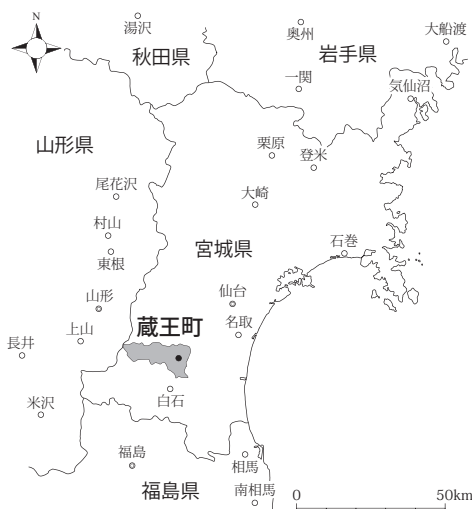 N
湯沢
秋田県
奥州
岩手県
大船渡
一関
気仙沼
山形県
栗原
登米
尾花沢
大崎
村山
宮城県
石巻
東根
山形
仙台
蔵王町
名取
上山
長井
白石
米沢
福島
相馬
福島県
南相馬
0 50km